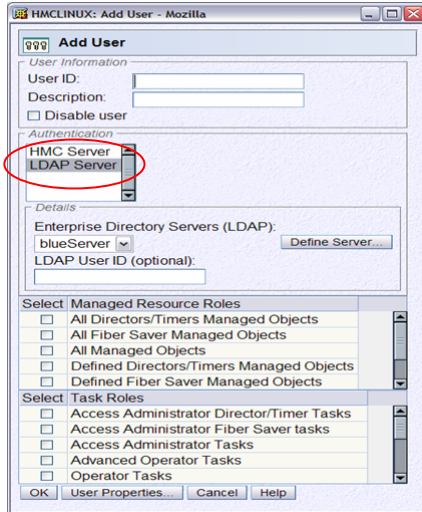 HMCLINUX: Add User - Mozilla
Add User
User Information
User ID:
Description:
Disable user
Authentication
HMC Server
LDAP Server
Details
Enterprise Directory Servers (LDAP):
blueServer
Define Server...
LDAP User ID (optional):
Select Managed Resource Roles
All Directors/Timers Managed Objects
All Fiber Saver Managed Objects
All Managed Objects
Defined Directors/Timers Managed Objects
Defined Fiber Saver Managed Objects
Select Task Roles
Access Administrator Director/Timer Tasks
Access Administrator Fiber Saver tasks
Access Administrator Tasks
Advanced Operator Tasks
Operator Tasks
OK User Properties... Cancel Help